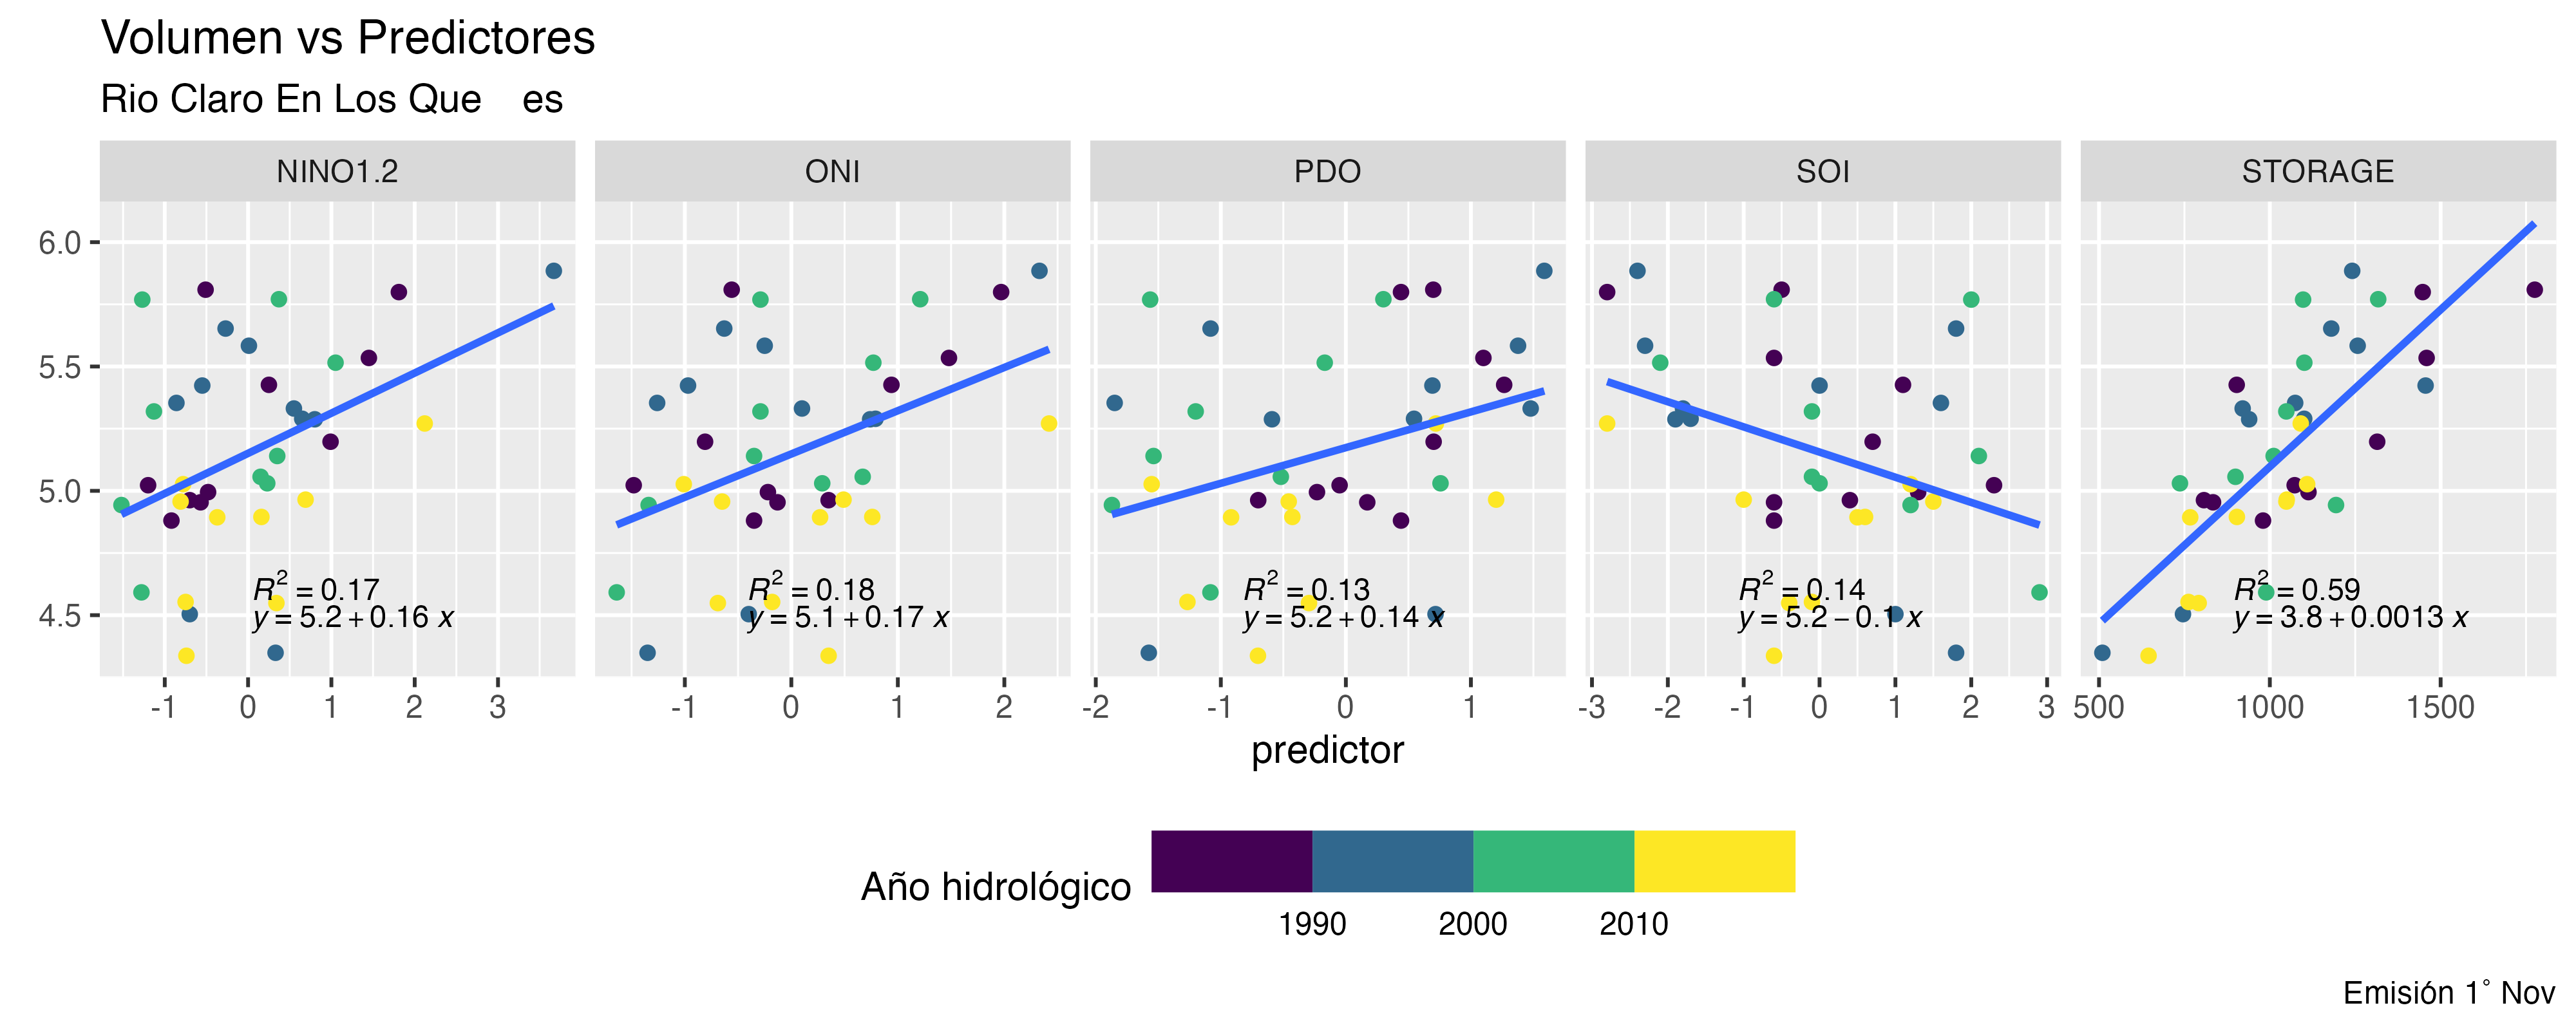 Volumen vs Predictores
Rio Claro En Los Que es
NINO1.2 ONI PDO SOI STORAGE
6.0
5.5
5.0
4.5
R² = 0.17 R² = 0.18 R² = 0.13 R² = 0.14 R² = 0.59
y = 5.2 + 0.16 x y = 5.1 + 0.17 x y = 5.2 + 0.14 x y = 5.2 − 0.1 x y = 3.8 + 0.0013 x
-1 0 1 2 3 -1 0 1 2 -2 -1 0 1 -3 -2 -1 0 1 2 3 500 1000 1500
predictor
Año hidrológico
1990 2000 2010
Emisión 1° Nov